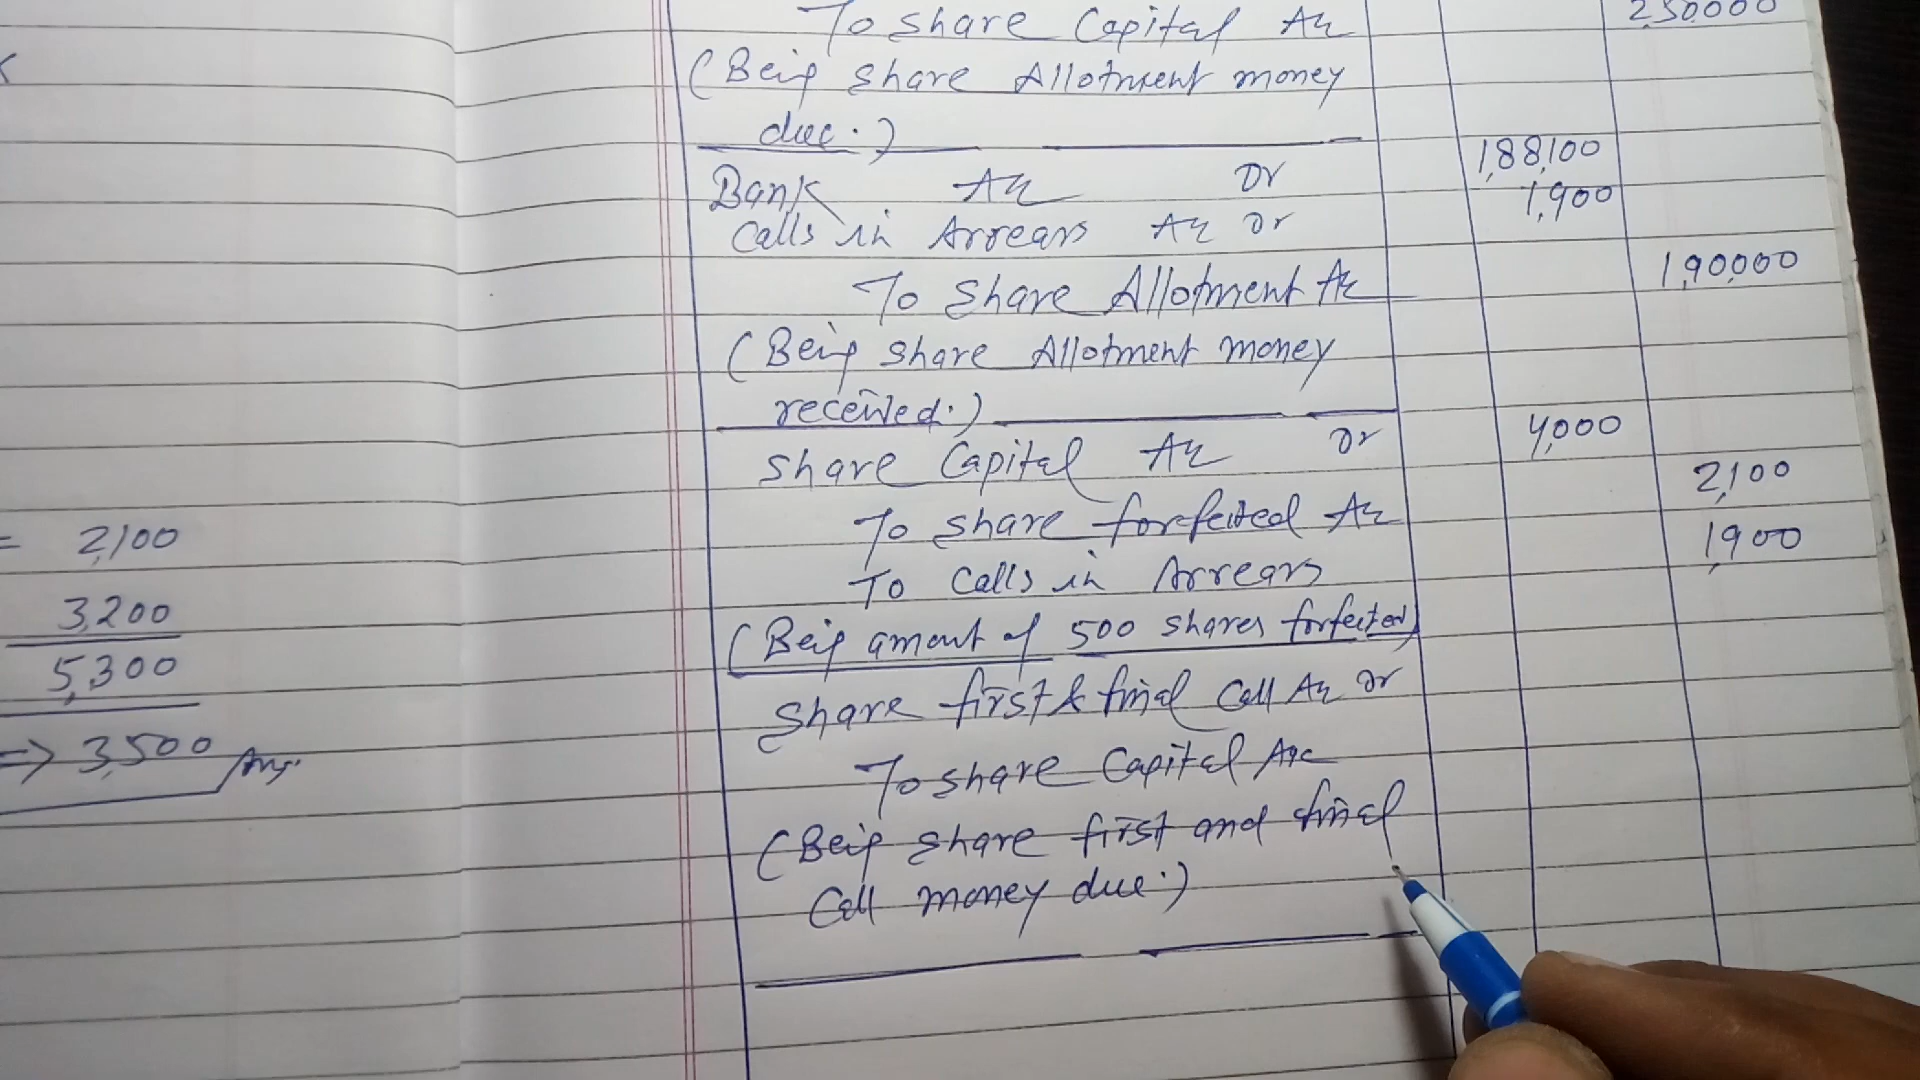 = 2,100
3,200
5,300
=> 3,500 Ans.
To Share Capital A/c 2,50,000
(Being Share Allotment money
due.)
Bank A/c Dr 1,88,100
Calls in Arrears A/c Dr 1,900
To Share Allotment A/c 1,90,000
(Being Share Allotment money
received.)
Share Capital A/c Dr 4,000
To Share forfeited A/c 2,100
To Calls in Arrears 1,900
(Being amount of 500 shares forfeited)
Share first & final Call A/c Dr
To Share Capital A/c
(Being Share first and final
Call money due.)